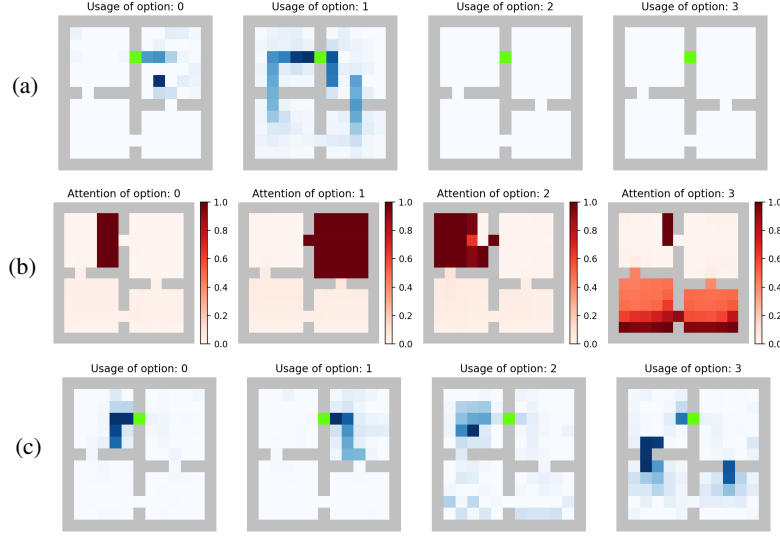 Usage of option: 0 Usage of option: 1 Usage of option: 2 Usage of option: 3
(a)
Attention of option: 0 Attention of option: 1 Attention of option: 2 Attention of option: 3
1.0 1.0 1.0 1.0
0.8 0.8 0.8 0.8
(b)
0.6 0.6 0.6 0.6
0.4 0.4 0.4 0.4
0.2 0.2 0.2 0.2
0.0 0.0 0.0 0.0
Usage of option: 0 Usage of option: 1 Usage of option: 2 Usage of option: 3
(c)